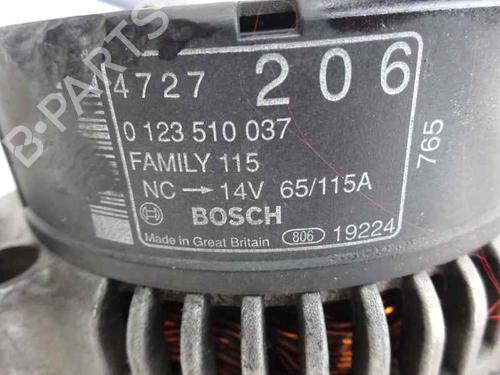 4727 206
0 123 510 037
FAMILY 115
NC → 14V 65/115A
BOSCH
Made in Great Britain 806 19224
765
B-PARTS